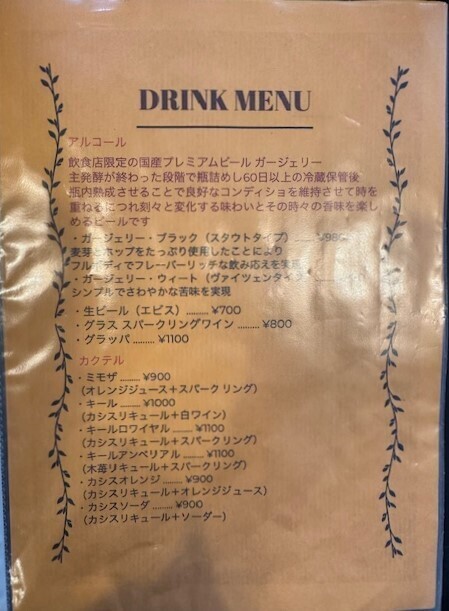 DRINK MENU
アルコール
飲食店限定の国産プレミアムビール ガージェリー
主発酵が終わった段階で瓶詰めし60日以上の冷蔵保管後
瓶内熟成させることで良好なコンディショを維持させて時を
重ねるにつれ刻々と変化する味わいとその時々の香味を楽し
めるビールです
・ガージェリー・ブラック（スタウトタイプ）
麦芽とホップをたっぷり使用したことにより
フルボディでフレーバーリッチな飲み応えを実現
・ガージェリー・ウィート（ヴァイツェンタイプ
シンプルでさわやかな苦味を実現
・生ビール（エビス）......... ¥700
・グラス スパークリングワイン ......... ¥800
・グラッパ ......... ¥1100
カクテル
・ミモザ ......... ¥900
（オレンジジュース＋スパークリング）
・キール ......... ¥1000
（カシスリキュール＋白ワイン）
・キールロワイヤル ......... ¥1100
（カシスリキュール＋スパークリング）
・キールアンペリアル ......... ¥1100
（木苺リキュール＋スパークリング）
・カシスオレンジ ......... ¥900
（カシスリキュール＋オレンジジュース）
・カシスソーダ ......... ¥900
（カシスリキュール＋ソーダー）